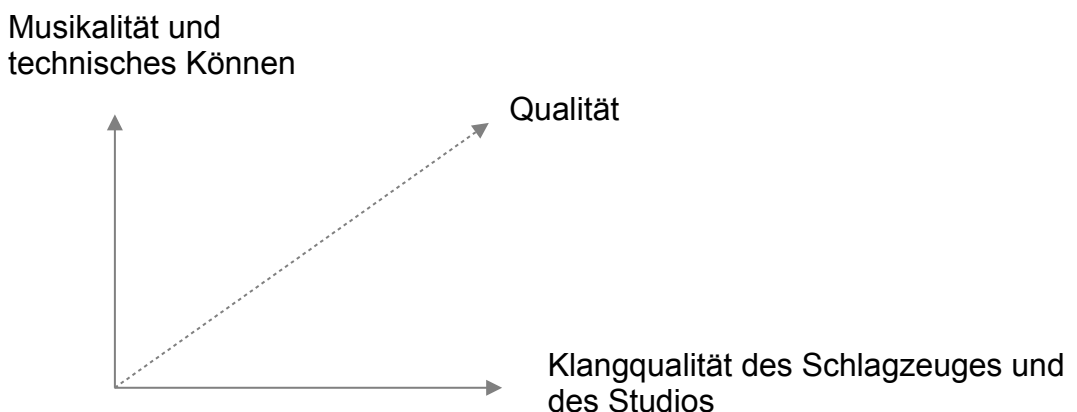 Musikalität und
technisches Können
Qualität
Klangqualität des Schlagzeuges und
des Studios